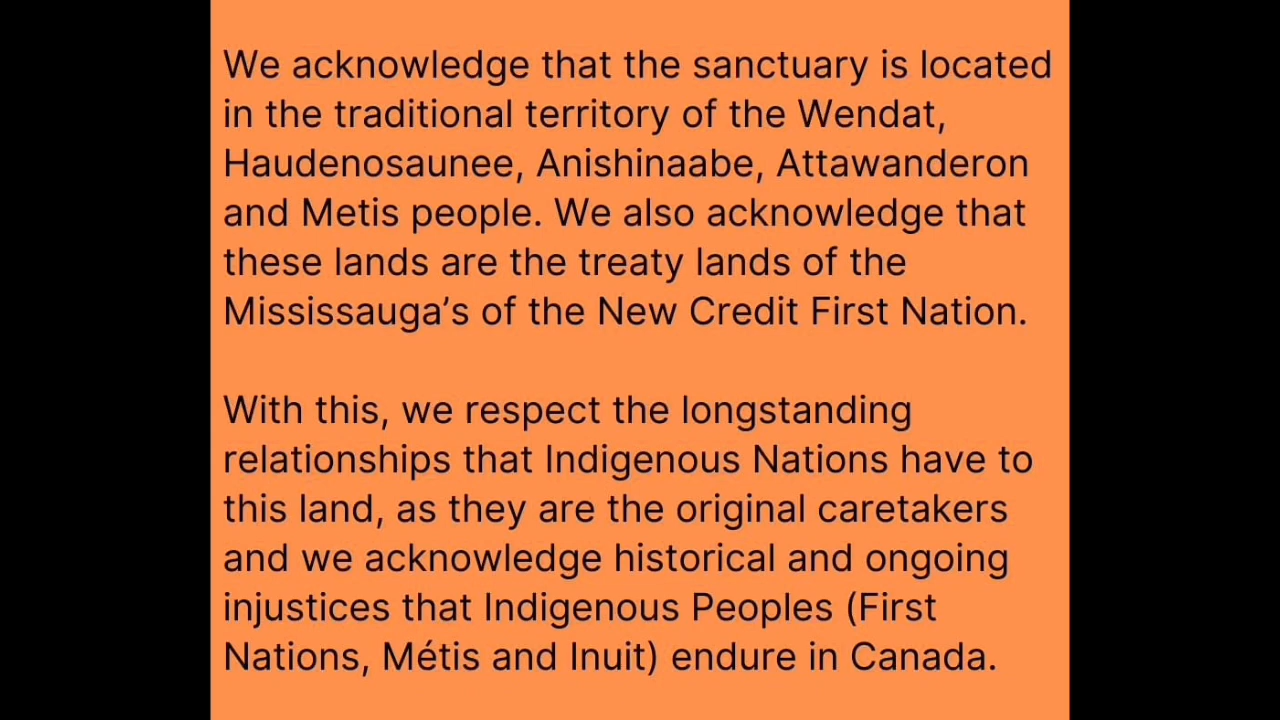 We acknowledge that the sanctuary is located
in the traditional territory of the Wendat,
Haudenosaunee, Anishinaabe, Attawanderon
and Metis people. We also acknowledge that
these lands are the treaty lands of the
Mississauga’s of the New Credit First Nation.
With this, we respect the longstanding
relationships that Indigenous Nations have to
this land, as they are the original caretakers
and we acknowledge historical and ongoing
injustices that Indigenous Peoples (First
Nations, Métis and Inuit) endure in Canada.